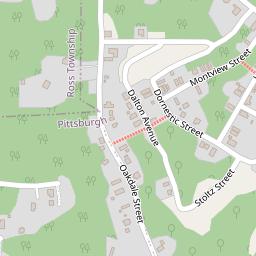 Ross Township
Pittsburgh
Montview Street
Dornestic Street
Dalton Avenue
Oakdale Street
Stoltz Street